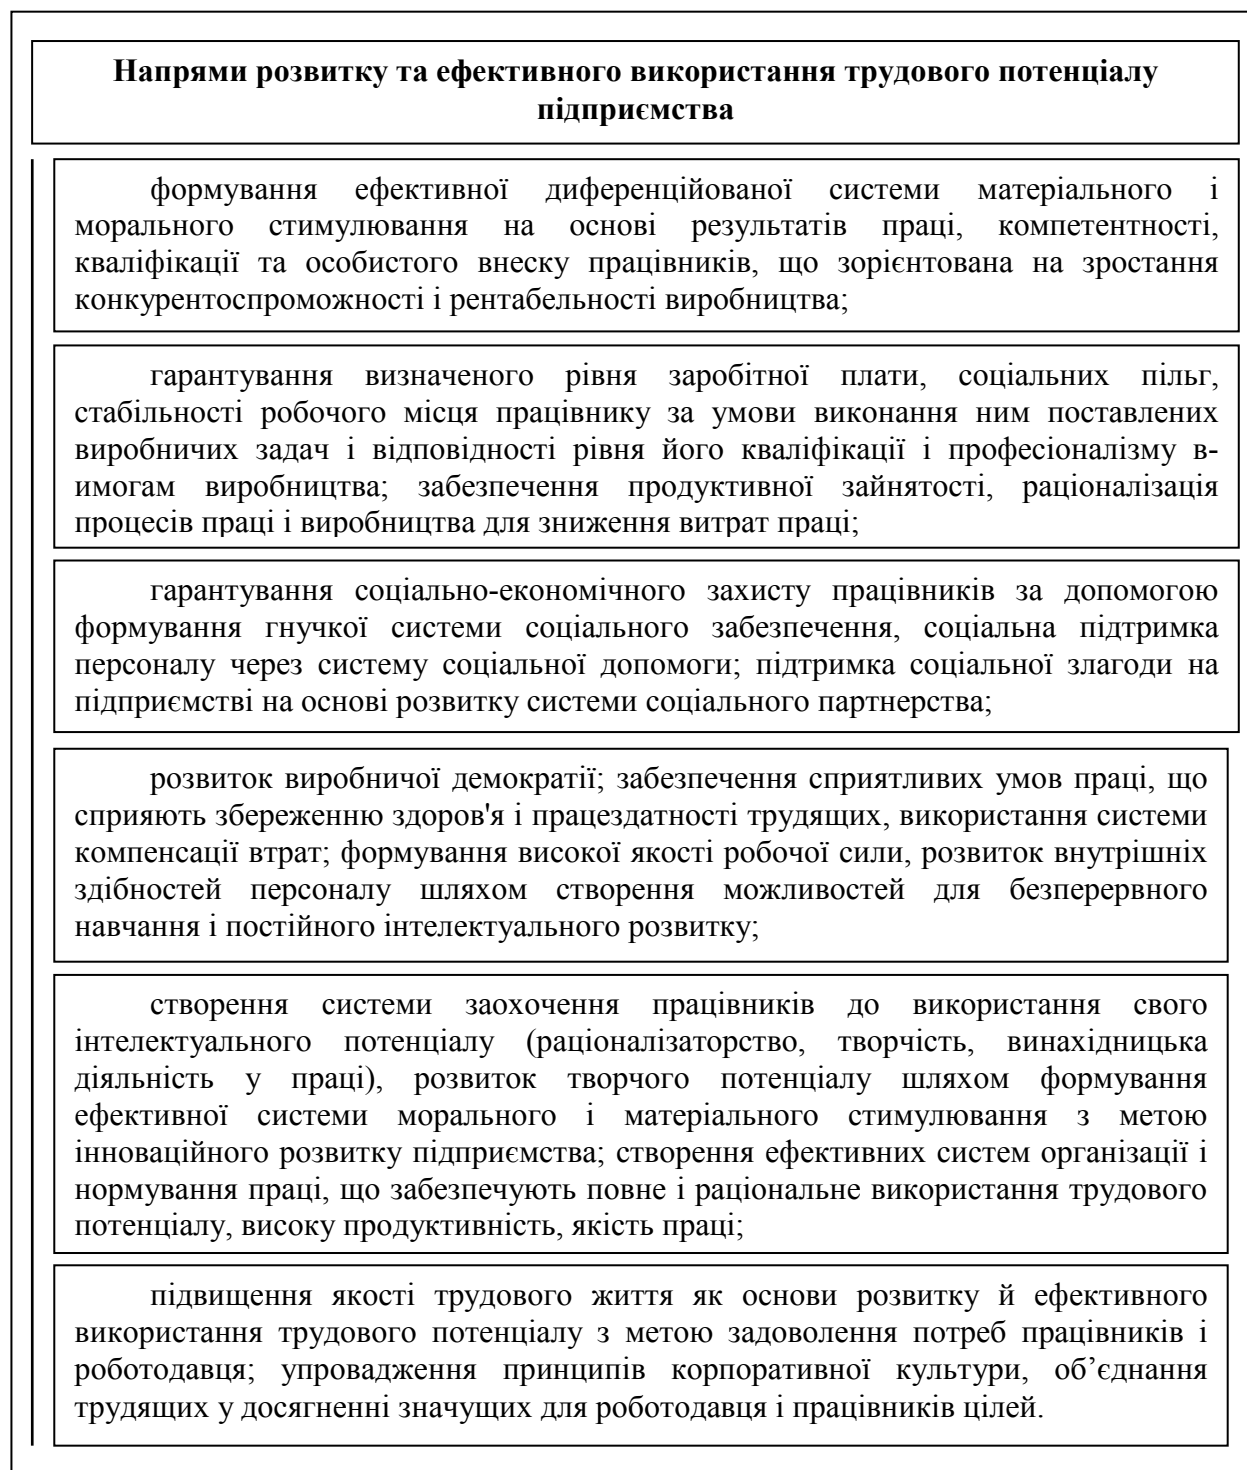 Напрями розвитку та ефективного використання трудового потенціалу
підприємства
формування ефективної диференційованої системи матеріального і
морального стимулювання на основі результатів праці, компетентності,
кваліфікації та особистого внеску працівників, що зорієнтована на зростання
конкурентоспроможності і рентабельності виробництва;
гарантування визначеного рівня заробітної плати, соціальних пільг,
стабільності робочого місця працівнику за умови виконання ним поставлених
виробничих задач і відповідності рівня його кваліфікації і професіоналізму в-
имогам виробництва; забезпечення продуктивної зайнятості, раціоналізація
процесів праці і виробництва для зниження витрат праці;
гарантування соціально-економічного захисту працівників за допомогою
формування гнучкої системи соціального забезпечення, соціальна підтримка
персоналу через систему соціальної допомоги; підтримка соціальної злагоди на
підприємстві на основі розвитку системи соціального партнерства;
розвиток виробничої демократії; забезпечення сприятливих умов праці, що
сприяють збереженню здоров'я і працездатності трудящих, використання системи
компенсації втрат; формування високої якості робочої сили, розвиток внутрішніх
здібностей персоналу шляхом створення можливостей для безперервного
навчання і постійного інтелектуального розвитку;
створення системи заохочення працівників до використання свого
інтелектуального потенціалу (раціоналізаторство, творчість, винахідницька
діяльність у праці), розвиток творчого потенціалу шляхом формування
ефективної системи морального і матеріального стимулювання з метою
інноваційного розвитку підприємства; створення ефективних систем організації і
нормування праці, що забезпечують повне і раціональне використання трудового
потенціалу, високу продуктивність, якість праці;
підвищення якості трудового життя як основи розвитку й ефективного
використання трудового потенціалу з метою задоволення потреб працівників і
роботодавця; упровадження принципів корпоративної культури, об’єднання
трудящих у досягненні значущих для роботодавця і працівників цілей.